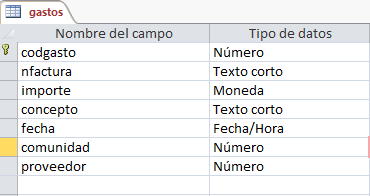 gastos
Nombre del campo Tipo de datos
codgasto Número
nfactura Texto corto
importe Moneda
concepto Texto corto
fecha Fecha/Hora
comunidad Número
proveedor Número